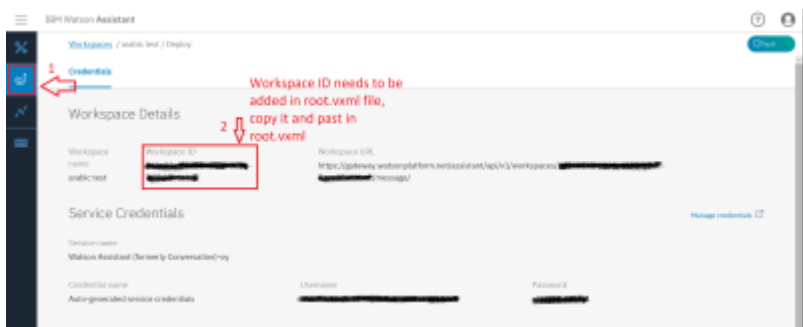 IBM Watson Assistant
Workspaces / arabic test / Deploy
Credentials
1
Workspace ID needs to be
added in root.vxml file,
copy it and past in
root.vxml
2
Workspace Details
Workspace name
Workspace ID
Workspace URL
arabic test
https://gateway.watsonplatform.net/assistant/api/v1/workspaces/
/message/
Service Credentials
Manage credentials
Service name
Watson Assistant (formerly Conversation)-oy
Credential name
Username
Password
Auto-generated service credentials